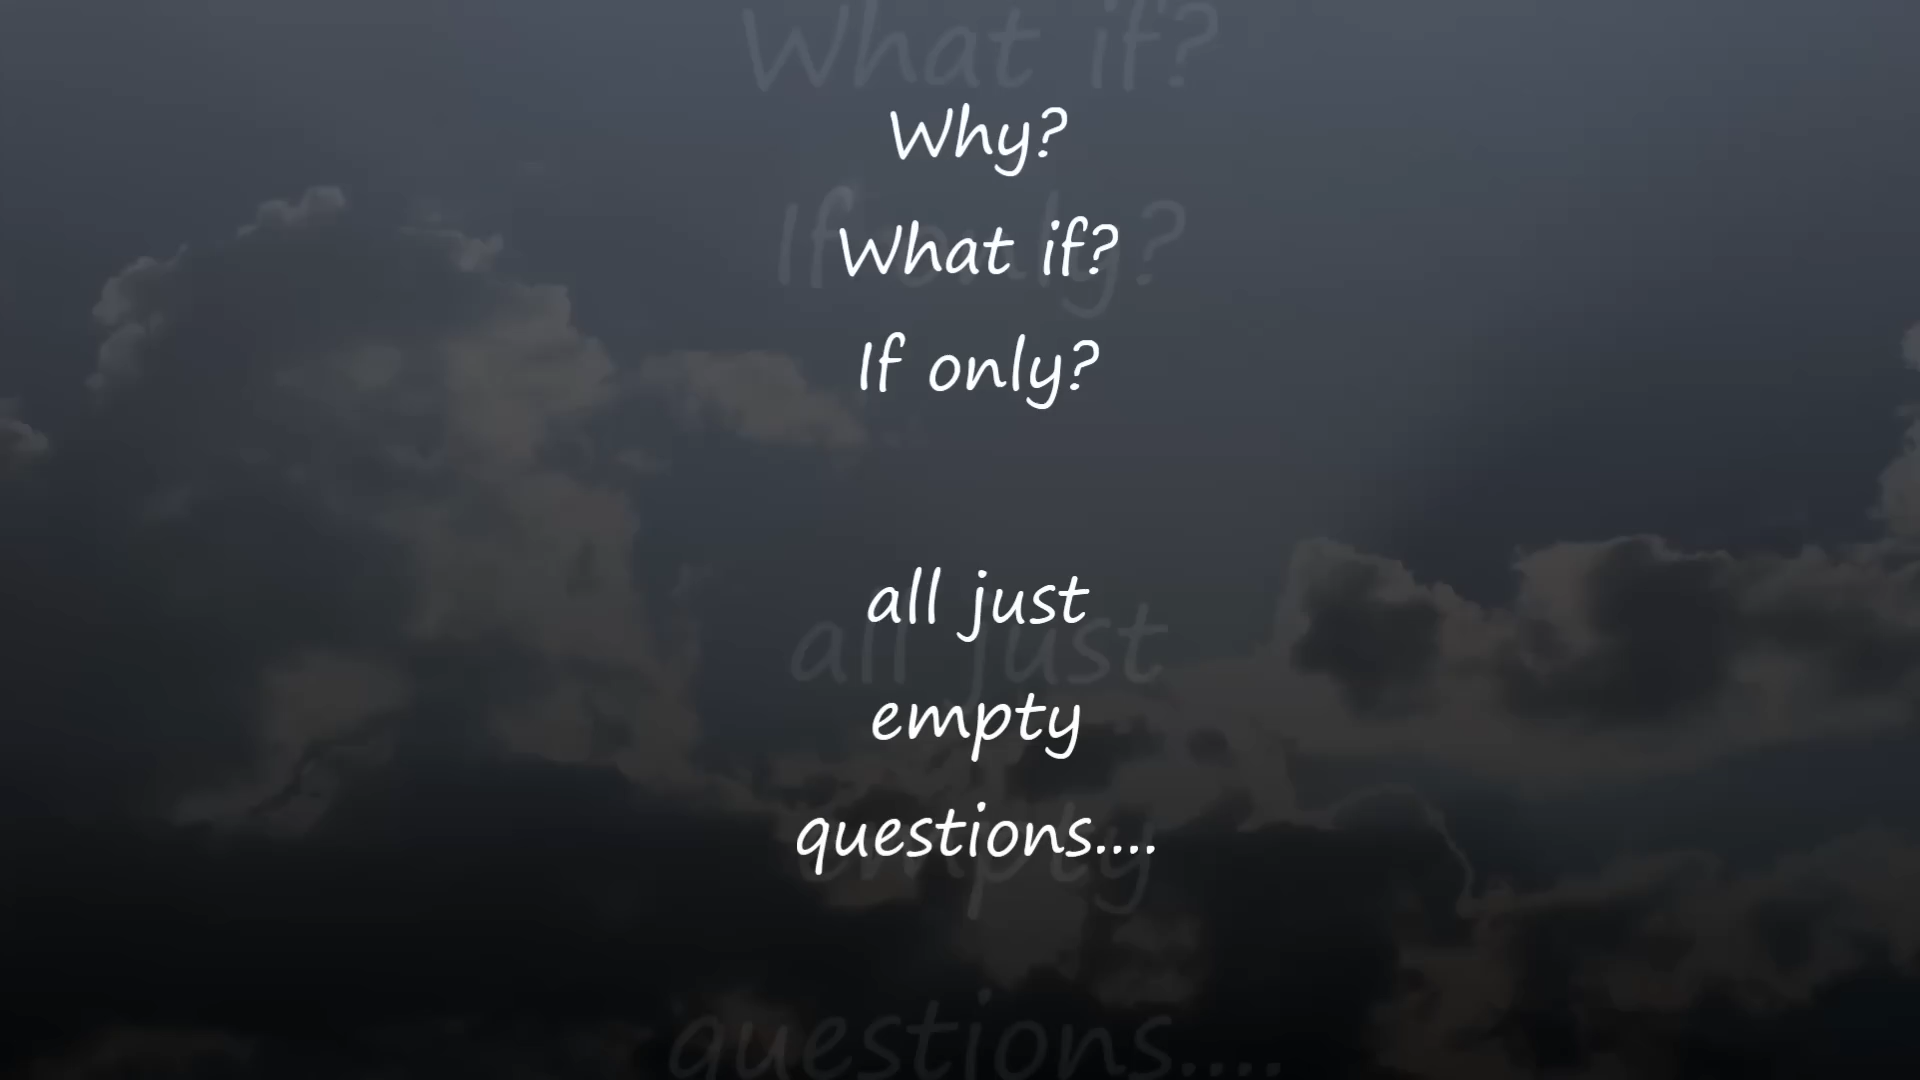 Why?
What if?
If only?
all just
empty
questions....